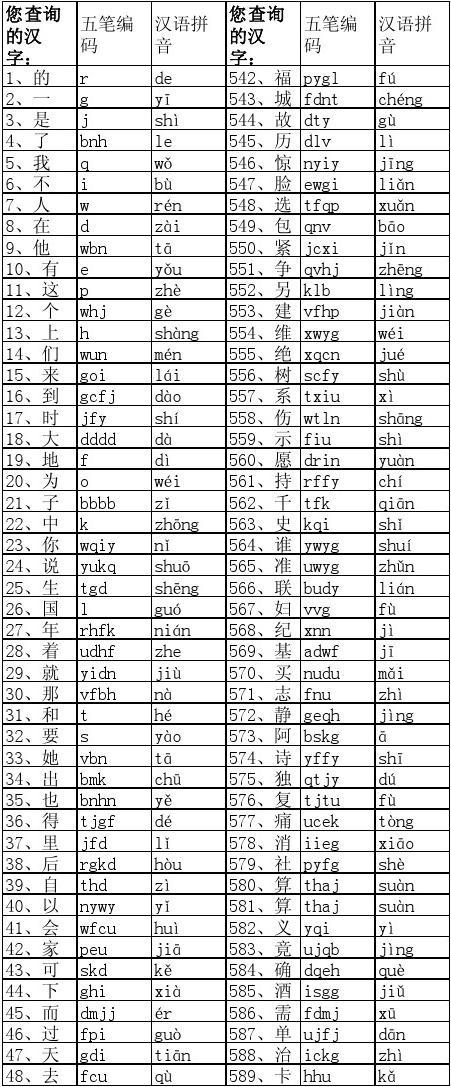 您查询的汉字： 五笔编码 汉语拼音 您查询的汉字： 五笔编码 汉语拼音
1、的 r de 542、福 pygl fú
2、一 g yī 543、城 fdnt chéng
3、是 j shì 544、故 dty gù
4、了 bnh le 545、历 dlv lì
5、我 q wǒ 546、惊 nyiy jīng
6、不 i bù 547、脸 ewgi liǎn
7、人 w rén 548、选 tfqp xuǎn
8、在 d zài 549、包 qnv bāo
9、他 wbn tā 550、紧 jcxi jǐn
10、有 e yǒu 551、争 qvhj zhēng
11、这 p zhè 552、另 klb lìng
12、个 whj gè 553、建 vfhp jiàn
13、上 h shàng 554、维 xwyg wéi
14、们 wun mén 555、绝 xqcn jué
15、来 goi lái 556、树 scfy shù
16、到 gcfj dào 557、系 txiu xì
17、时 jfy shí 558、伤 wtln shāng
18、大 dddd dà 559、示 fiu shì
19、地 f dì 560、愿 drin yuàn
20、为 o wéi 561、持 rffy chí
21、子 bbbb zǐ 562、千 tfk qiān
22、中 k zhōng 563、史 kqi shǐ
23、你 wqiy nǐ 564、谁 ywyg shuí
24、说 yukq shuō 565、准 uwyg zhǔn
25、生 tgd shēng 566、联 budy lián
26、国 l guó 567、妇 vvg fù
27、年 rhfk nián 568、纪 xnn jì
28、着 udhf zhe 569、基 adwf jī
29、就 yidn jiù 570、买 nudu mǎi
30、那 vfbh nà 571、志 fnu zhì
31、和 t hé 572、静 geqh jìng
32、要 s yào 573、阿 bskg ā
33、她 vbn tā 574、诗 yffy shī
34、出 bmk chū 575、独 qtjy dú
35、也 bnhn yě 576、复 tjtu fù
36、得 tjgf dé 577、痛 ucek tòng
37、里 jfd lǐ 578、消 iieg xiāo
38、后 rgkd hòu 579、社 pyfg shè
39、自 thd zì 580、算 thaj suàn
40、以 nywy yǐ 581、算 thaj suàn
41、会 wfcu huì 582、义 yqi yì
42、家 peu jiā 583、竟 ujqb jìng
43、可 skd kě 584、确 dqeh què
44、下 ghi xià 585、酒 isgg jiǔ
45、而 dmjj ér 586、需 fdmj xū
46、过 fpi guò 587、单 ujfj dān
47、天 gdi tiān 588、治 ickg zhì
48、去 fcu qù 589、卡 hhu kǎ